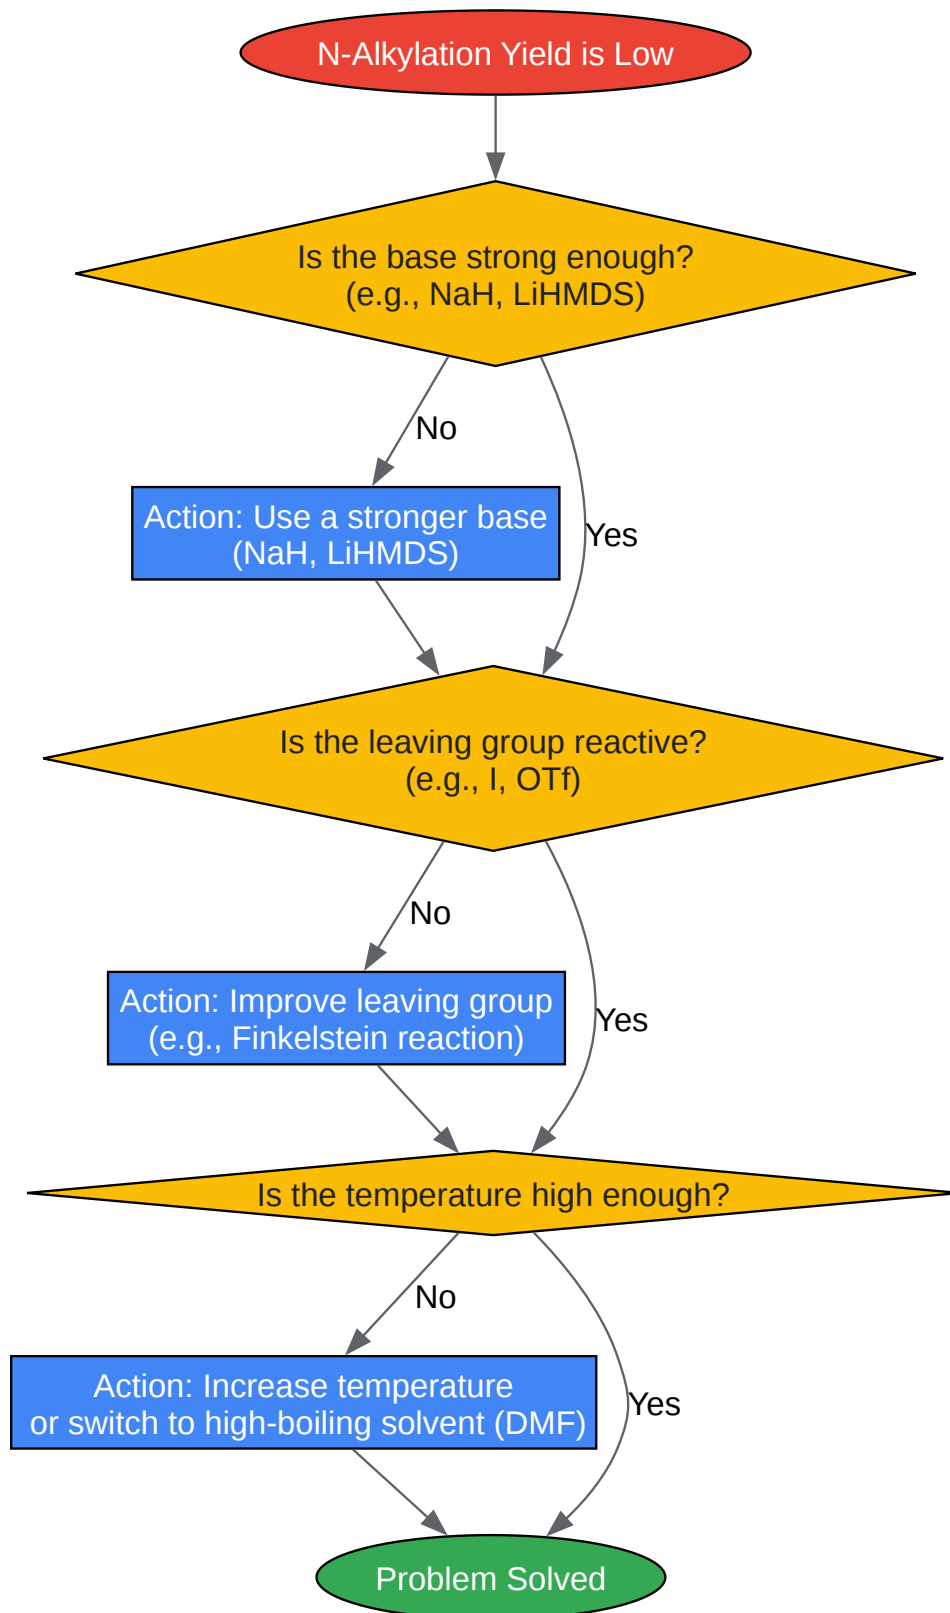 N-Alkylation Yield is Low
Is the base strong enough?
(e.g., NaH, LiHMDS)
No
Action: Use a stronger base
(NaH, LiHMDS)
Yes
Is the leaving group reactive?
(e.g., I, OTf)
No
Action: Improve leaving group
(e.g., Finkelstein reaction)
Yes
Is the temperature high enough?
No
Action: Increase temperature
or switch to high-boiling solvent (DMF)
Yes
Problem Solved